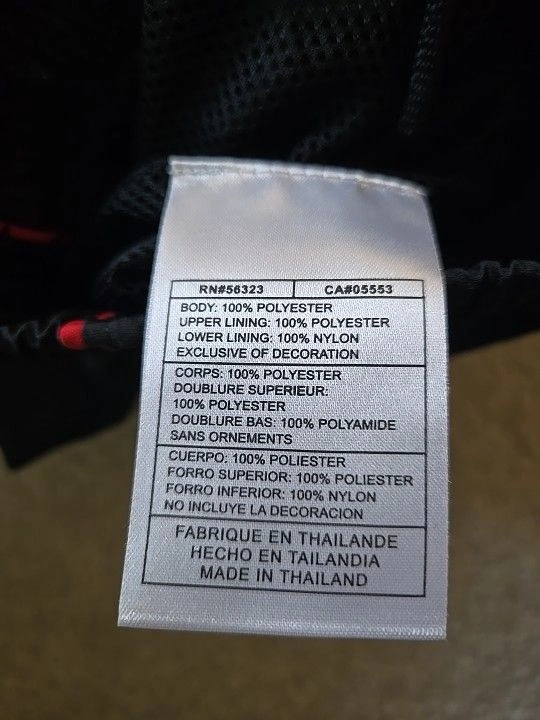 RN#56323 CA#05553
BODY: 100% POLYESTER
UPPER LINING: 100% POLYESTER
LOWER LINING: 100% NYLON
EXCLUSIVE OF DECORATION
CORPS: 100% POLYESTER
DOUBLURE SUPERIEUR:
100% POLYESTER
DOUBLURE BAS: 100% POLYAMIDE
SANS ORNEMENTS
CUERPO: 100% POLIESTER
FORRO SUPERIOR: 100% POLIESTER
FORRO INFERIOR: 100% NYLON
NO INCLUYE LA DECORACION
FABRIQUE EN THAILANDE
HECHO EN TAILANDIA
MADE IN THAILAND